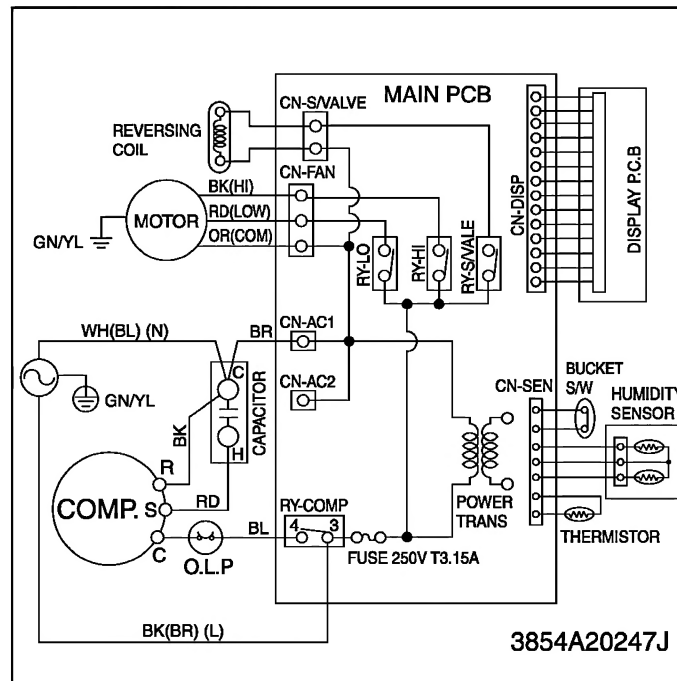 MAIN PCB
CN-S/VALVE
REVERSING
COIL
CN-FAN
BK(HI)
RD(LOW)
OR(COM)
MOTOR
GN/YL
RY-LO
RY-HI
RY-S/VALE
CN-DISP
DISPLAY P.C.B
WH(BL) (N)
BR
CN-AC1
CN-AC2
GN/YL
C
H
CAPACITOR
BK
R
COMP.
S
RD
C
O.L.P
BL
RY-COMP
4
3
FUSE 250V T3.15A
POWER
TRANS
CN-SEN
BUCKET
S/W
HUMIDITY
SENSOR
THERMISTOR
BK(BR) (L)
3854A20247J